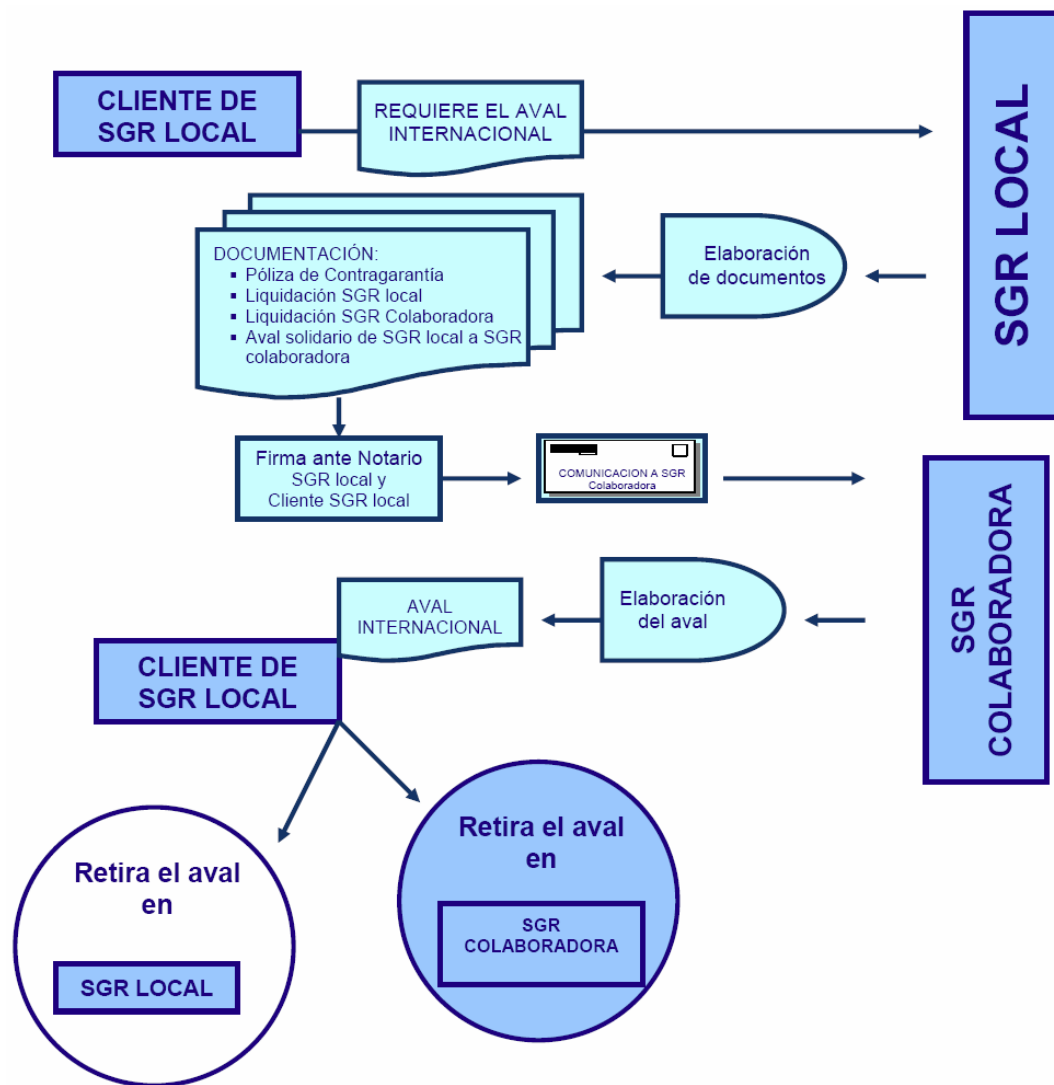 CLIENTE DE
SGR LOCAL
REQUIERE EL AVAL
INTERNACIONAL
SGR LOCAL
Elaboración
de documentos
DOCUMENTACIÓN:
▪ Póliza de Contragarantía
▪ Liquidación SGR local
▪ Liquidación SGR Colaboradora
▪ Aval solidario de SGR local a SGR
colaboradora
Firma ante Notario
SGR local y
Cliente SGR local
COMUNICACION A SGR
Colaboradora
SGR
COLABORADORA
Elaboración
del aval
AVAL
INTERNACIONAL
CLIENTE DE
SGR LOCAL
Retira el aval
en
SGR LOCAL
Retira el aval
en
SGR
COLABORADORA